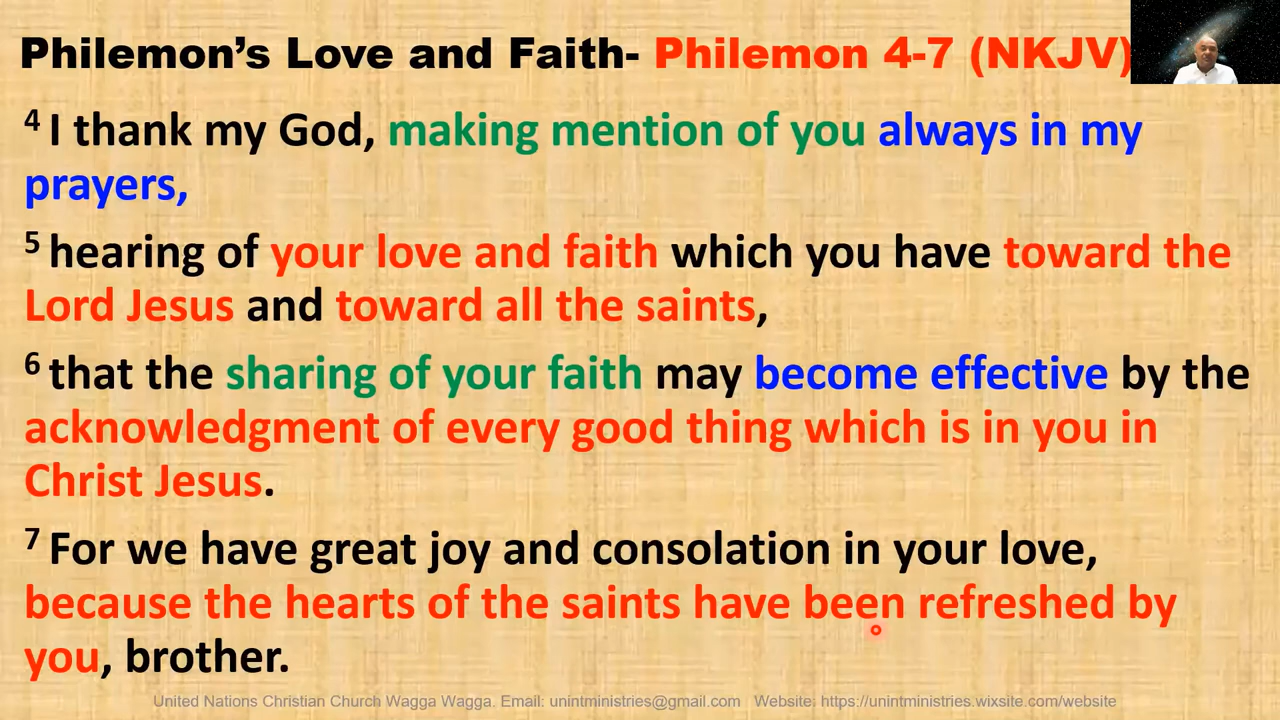 Philemon’s Love and Faith- Philemon 4-7 (NKJV)
4 I thank my God, making mention of you always in my
prayers,
5 hearing of your love and faith which you have toward the
Lord Jesus and toward all the saints,
6 that the sharing of your faith may become effective by the
acknowledgment of every good thing which is in you in
Christ Jesus.
7 For we have great joy and consolation in your love,
because the hearts of the saints have been refreshed by
you, brother.
United Nations Christian Church Wagga Wagga. Email: unintministries@gmail.com Website: https://unintministries.wixsite.com/website